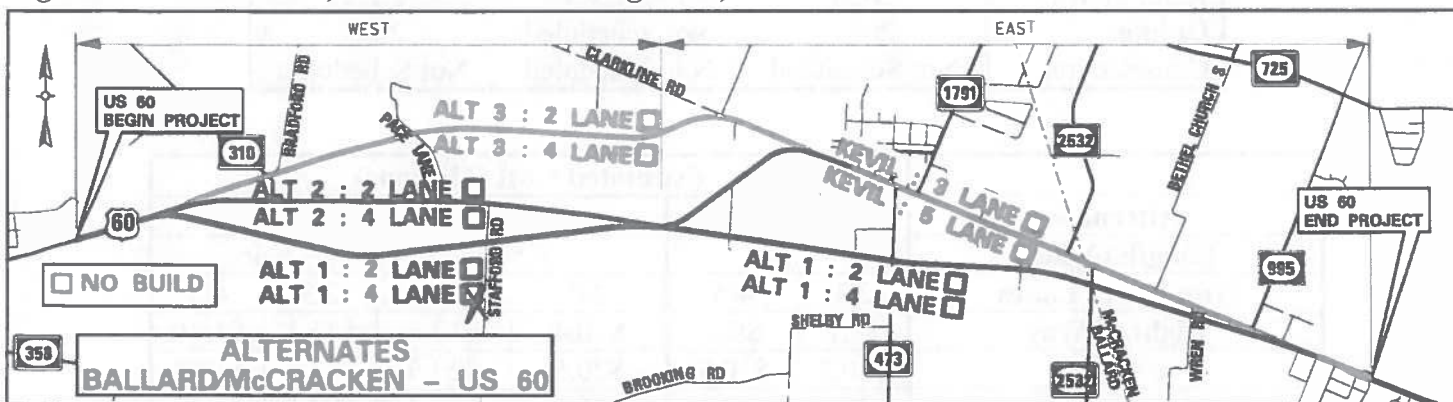 WEST
EAST
BRADFORD RD
PACE LANE
CLARKLINE RD
ALT 3 : 2 LANE
ALT 3 : 4 LANE
US 60
BEGIN PROJECT
310
1791
725
2532
BETHEL CHURCH
KEVIL : 3 LANE
KEVIL : 5 LANE
ALT 2 : 2 LANE
ALT 2 : 4 LANE
60
STAFFORD RD
ALT 1 : 2 LANE
ALT 1 : 4 LANE
NO BUILD
ALT 1 : 2 LANE
ALT 1 : 4 LANE
US 60
END PROJECT
995
SHELBY RD
358
ALTERNATES
BALLARD/McCRACKEN - US 60
BROOKING RD
473
2532
McCRACKEN
BALLARD
WREN RD